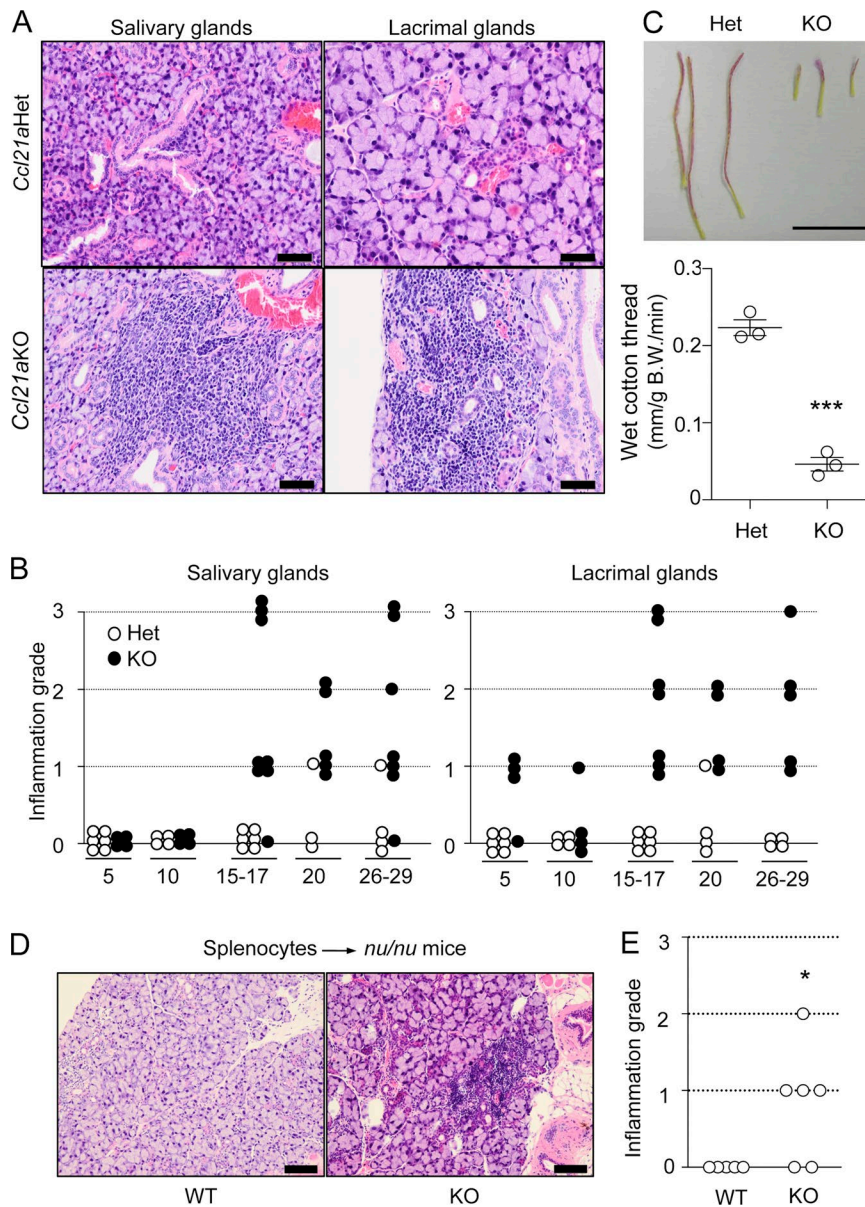 A
Salivary glands
Lacrimal glands
Ccl21aHet
Ccl21aKO
C
Het KO
0.3
0.2
0.1
0
Wet cotton thread
(mm/g B.W./min)
***
Het KO
B
Salivary glands
Lacrimal glands
Inflammation grade
3
2
1
0
Het
KO
5 10 15-17 20 26-29
5 10 15-17 20 26-29
D
Splenocytes → nu/nu mice
WT KO
E
Inflammation grade
3
2
1
0
*
WT KO